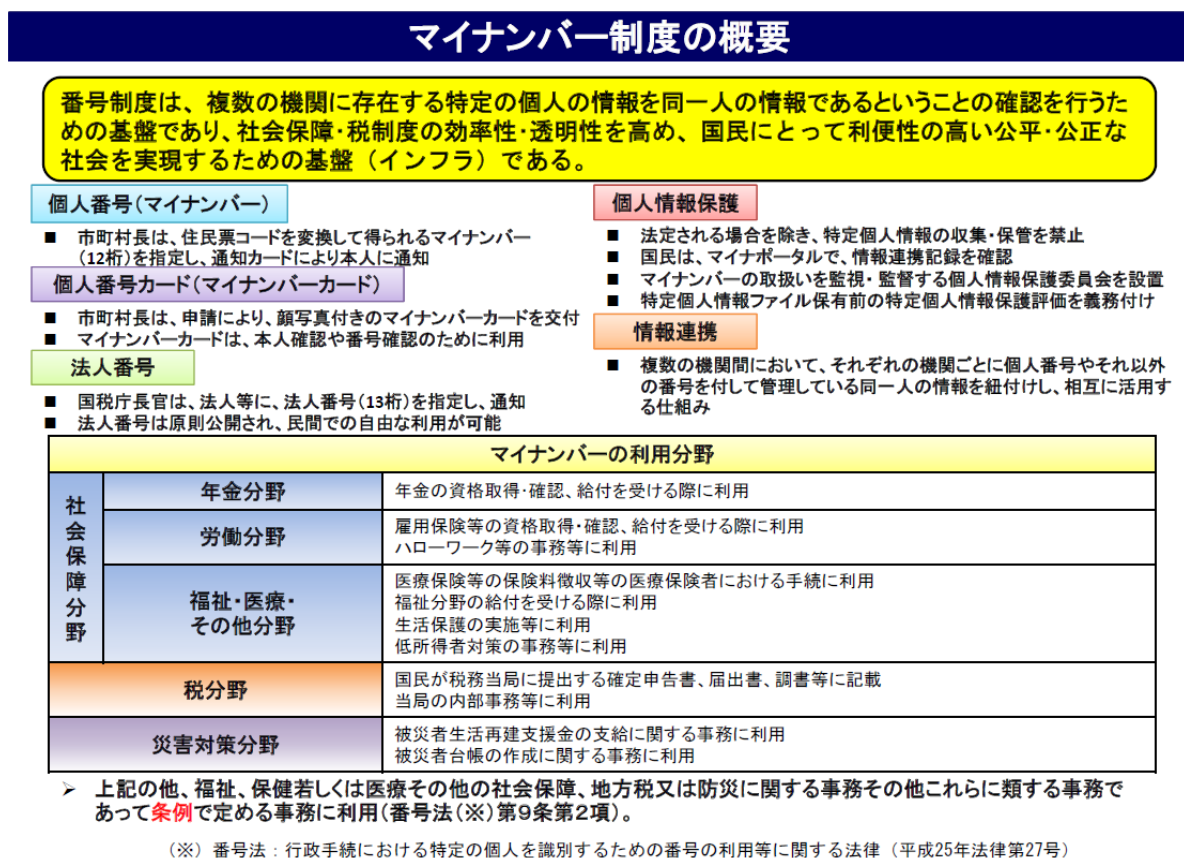 マイナンバー制度の概要
番号制度は、複数の機関に存在する特定の個人の情報を同一人の情報であるということの確認を行うた
めの基盤であり、社会保障・税制度の効率性・透明性を高め、国民にとって利便性の高い公平・公正な
社会を実現するための基盤（インフラ）である。
個人番号（マイナンバー）
■ 市町村長は、住民票コードを変換して得られるマイナンバー
（12桁）を指定し、通知カードにより本人に通知
個人番号カード（マイナンバーカード）
■ 市町村長は、申請により、顔写真付きのマイナンバーカードを交付
■ マイナンバーカードは、本人確認や番号確認のために利用
法人番号
■ 国税庁長官は、法人等に、法人番号（13桁）を指定し、通知
■ 法人番号は原則公開され、民間での自由な利用が可能
個人情報保護
■ 法定される場合を除き、特定個人情報の収集・保管を禁止
■ 国民は、マイナポータルで、情報連携記録を確認
■ マイナンバーの取扱いを監視・監督する個人情報保護委員会を設置
■ 特定個人情報ファイル保有前の特定個人情報保護評価を義務付け
情報連携
■ 複数の機関間において、それぞれの機関ごとに個人番号やそれ以外
の番号を付して管理している同一人の情報を紐付けし、相互に活用す
る仕組み
マイナンバーの利用分野
社会保障分野
年金分野
年金の資格取得・確認、給付を受ける際に利用
労働分野
雇用保険等の資格取得・確認、給付を受ける際に利用
ハローワーク等の事務等に利用
福祉・医療・
その他分野
医療保険等の保険料徴収等の医療保険者における手続に利用
福祉分野の給付を受ける際に利用
生活保護の実施等に利用
低所得者対策の事務等に利用
税分野
国民が税務当局に提出する確定申告書、届出書、調書等に記載
当局の内部事務等に利用
災害対策分野
被災者生活再建支援金の支給に関する事務に利用
被災者台帳の作成に関する事務に利用
➢ 上記の他、福祉、保健若しくは医療その他の社会保障、地方税又は防災に関する事務その他これらに類する事務で
あって条例で定める事務に利用（番号法（※）第9条第2項）。
（※）番号法：行政手続における特定の個人を識別するための番号の利用等に関する法律（平成25年法律第27号）